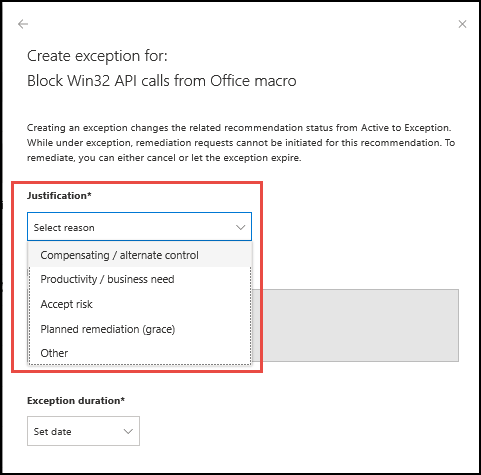 Create exception for:
Block Win32 API calls from Office macro
Creating an exception changes the related recommendation status from Active to Exception.
While under exception, remediation requests cannot be initiated for this recommendation. To
remediate, you can either cancel or let the exception expire.
Justification*
Select reason
Compensating / alternate control
Productivity / business need
Accept risk
Planned remediation (grace)
Other
Exception duration*
Set date